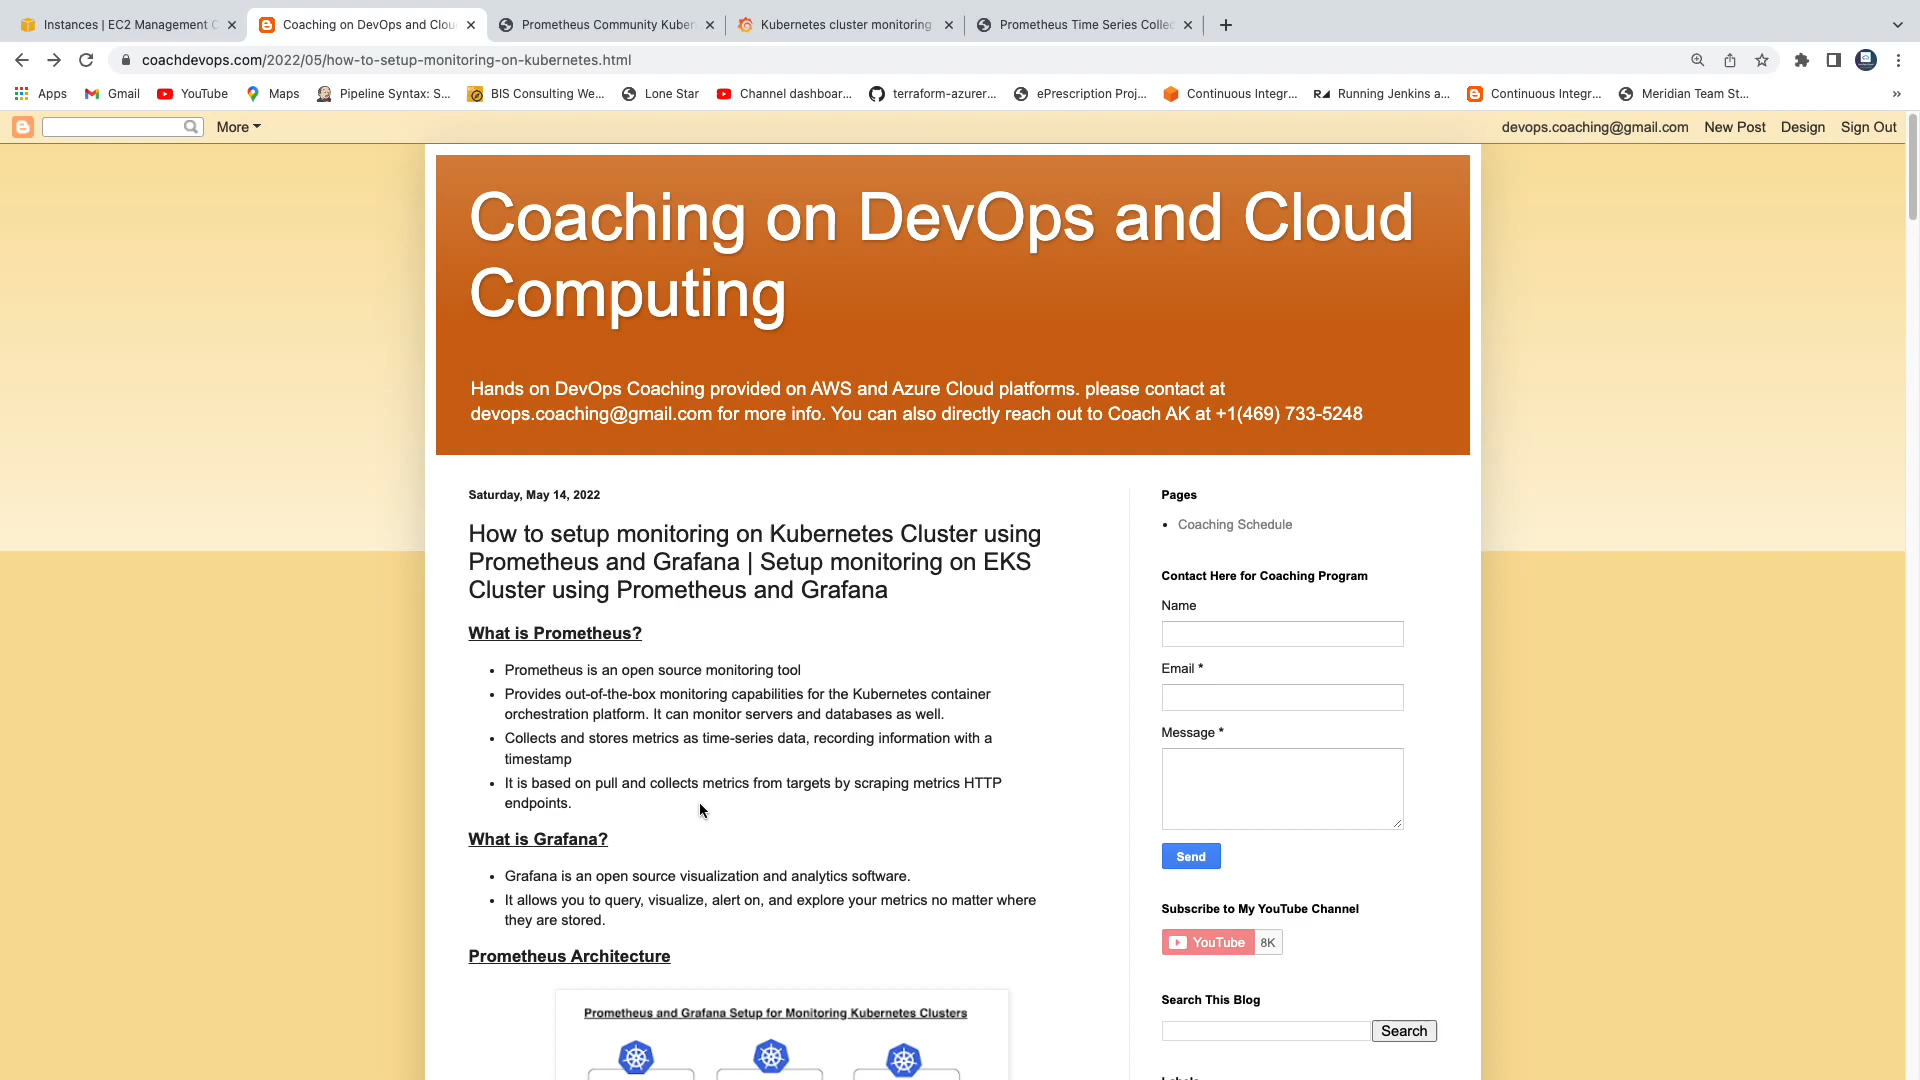 Instances | EC2 Management C
Coaching on DevOps and Clou
Prometheus Community Kuber
Kubernetes cluster monitoring
Prometheus Time Series Collec
coachdevops.com/2022/05/how-to-setup-monitoring-on-kubernetes.html
Apps
Gmail
YouTube
Maps
Pipeline Syntax: S...
BIS Consulting We...
Lone Star
Channel dashboar...
terraform-azurer...
ePrescription Proj...
Continuous Integr...
Running Jenkins a...
Continuous Integr...
Meridian Team St...
»
More
devops.coaching@gmail.com
New Post
Design
Sign Out
Coaching on DevOps and Cloud
Computing
Hands on DevOps Coaching provided on AWS and Azure Cloud platforms. please contact at
devops.coaching@gmail.com for more info. You can also directly reach out to Coach AK at +1(469) 733-5248
Saturday, May 14, 2022
How to setup monitoring on Kubernetes Cluster using
Prometheus and Grafana | Setup monitoring on EKS
Cluster using Prometheus and Grafana
What is Prometheus?
• Prometheus is an open source monitoring tool
• Provides out-of-the-box monitoring capabilities for the Kubernetes container
orchestration platform. It can monitor servers and databases as well.
• Collects and stores metrics as time-series data, recording information with a
timestamp
• It is based on pull and collects metrics from targets by scraping metrics HTTP
endpoints.
What is Grafana?
• Grafana is an open source visualization and analytics software.
• It allows you to query, visualize, alert on, and explore your metrics no matter where
they are stored.
Prometheus Architecture
Prometheus and Grafana Setup for Monitoring Kubernetes Clusters
Pages
• Coaching Schedule
Contact Here for Coaching Program
Name
Email *
Message *
Send
Subscribe to My YouTube Channel
YouTube 8K
Search This Blog
Search